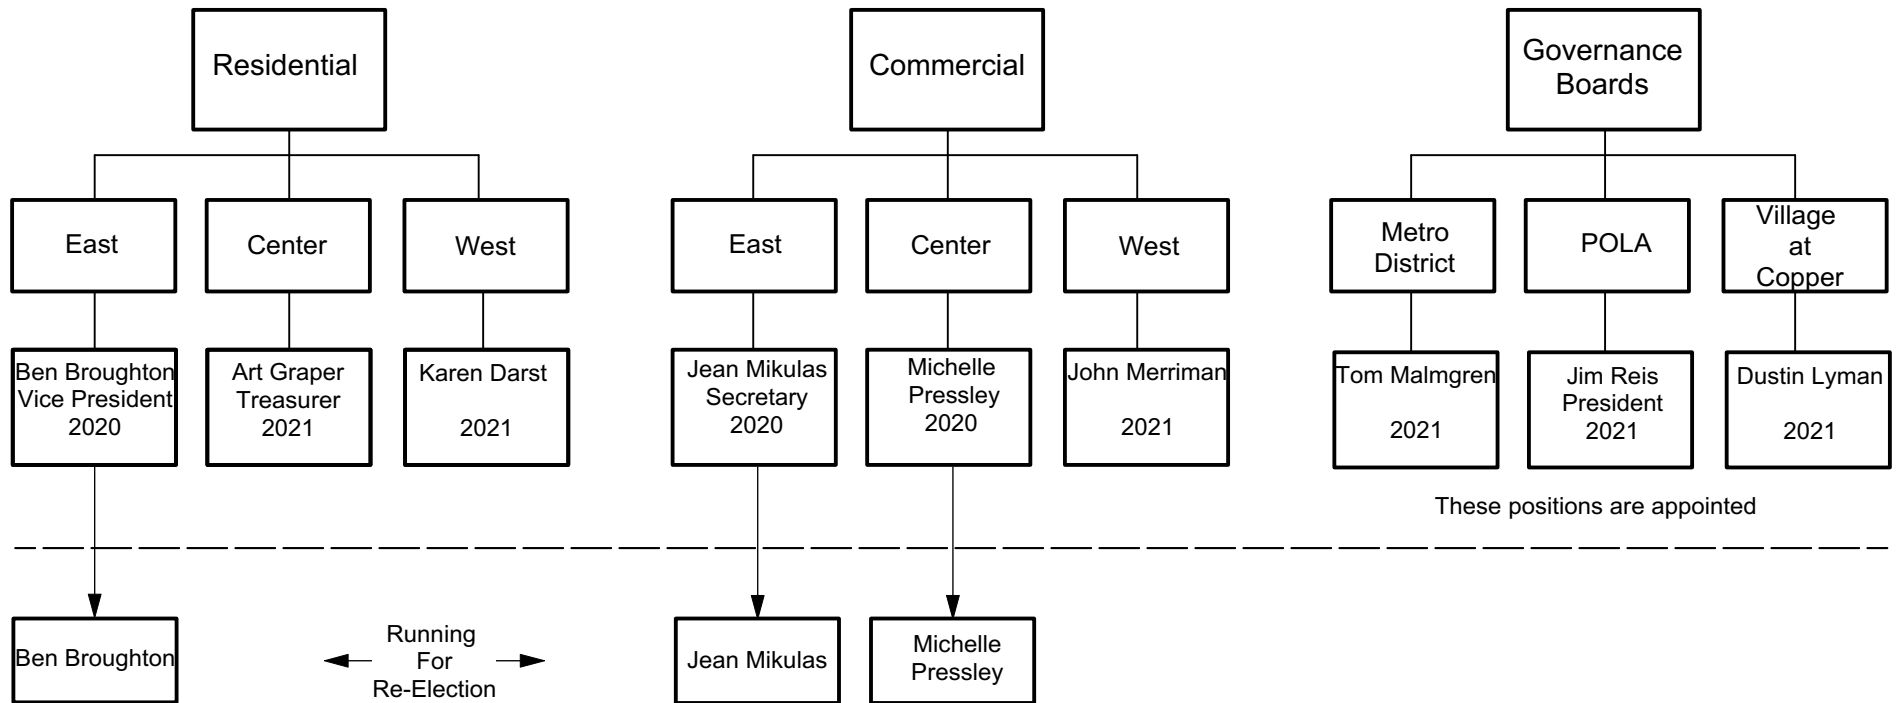 Residential
Commercial
Governance
Boards
East
Center
West
East
Center
West
Metro
District
POLA
Village
at
Copper
Ben Broughton
Vice President
2020
Art Graper
Treasurer
2021
Karen Darst
2021
Jean Mikulas
Secretary
2020
Michelle
Pressley
2020
John Merriman
2021
Tom Malmgren
2021
Jim Reis
President
2021
Dustin Lyman
2021
These positions are appointed
Ben Broughton
Running
For
Re-Election
Jean Mikulas
Michelle
Pressley